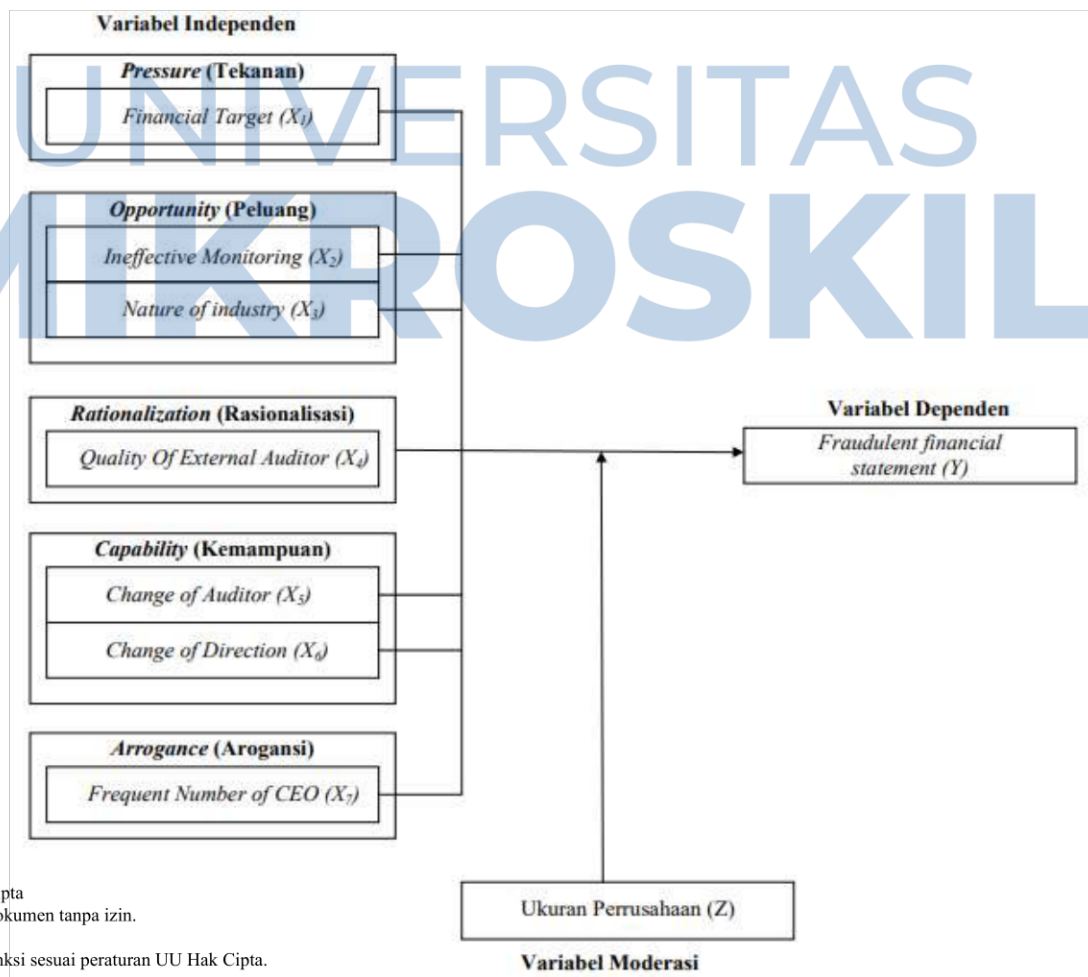 Variabel Independen
Pressure (Tekanan)
Financial Target (X1)
UNIVERSITAS
MIKROSKIL
Opportunity (Peluang)
Ineffective Monitoring (X2)
Nature of industry (X3)
Rationalization (Rasionalisasi)
Quality Of External Auditor (X4)
Variabel Dependen
Fraudulent financial
statement (Y)
Capability (Kemampuan)
Change of Auditor (X5)
Change of Direction (X6)
Arrogance (Arogansi)
Frequent Number of CEO (X7)
Ukuran Perrusahaan (Z)
Variabel Moderasi
pta
okumen tanpa izin.
nksi sesuai peraturan UU Hak Cipta.